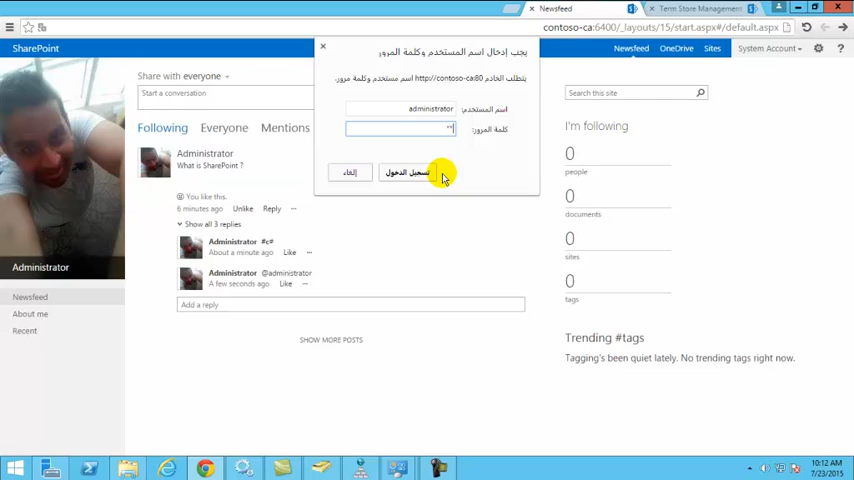 Newsfeed
Term Store Management
contoso-ca:6400/_layouts/15/start.aspx#/default.aspx
SharePoint
Newsfeed OneDrive Sites
System Account
يجب إدخال اسم المستخدم وكلمة المرور
يتطلب الخادم http://contoso-ca:80 اسم مستخدم وكلمة مرور.
اسم المستخدم:
administrator
كلمة المرور:
**
تسجيل الدخول
إلغاء
Share with everyone
Start a conversation
Following Everyone Mentions
Administrator
What is SharePoint ?
You like this.
6 minutes ago Unlike Reply ...
Show all 3 replies
Administrator #c#
About a minute ago Like ...
Administrator @administrator
A few seconds ago Like ...
Add a reply
SHOW MORE POSTS
Administrator
Newsfeed
About me
Recent
Search this site
I'm following
0
people
0
documents
0
sites
0
tags
Trending #tags
Tagging's been quiet lately. No trending tags right now.
10:12 AM
7/23/2015